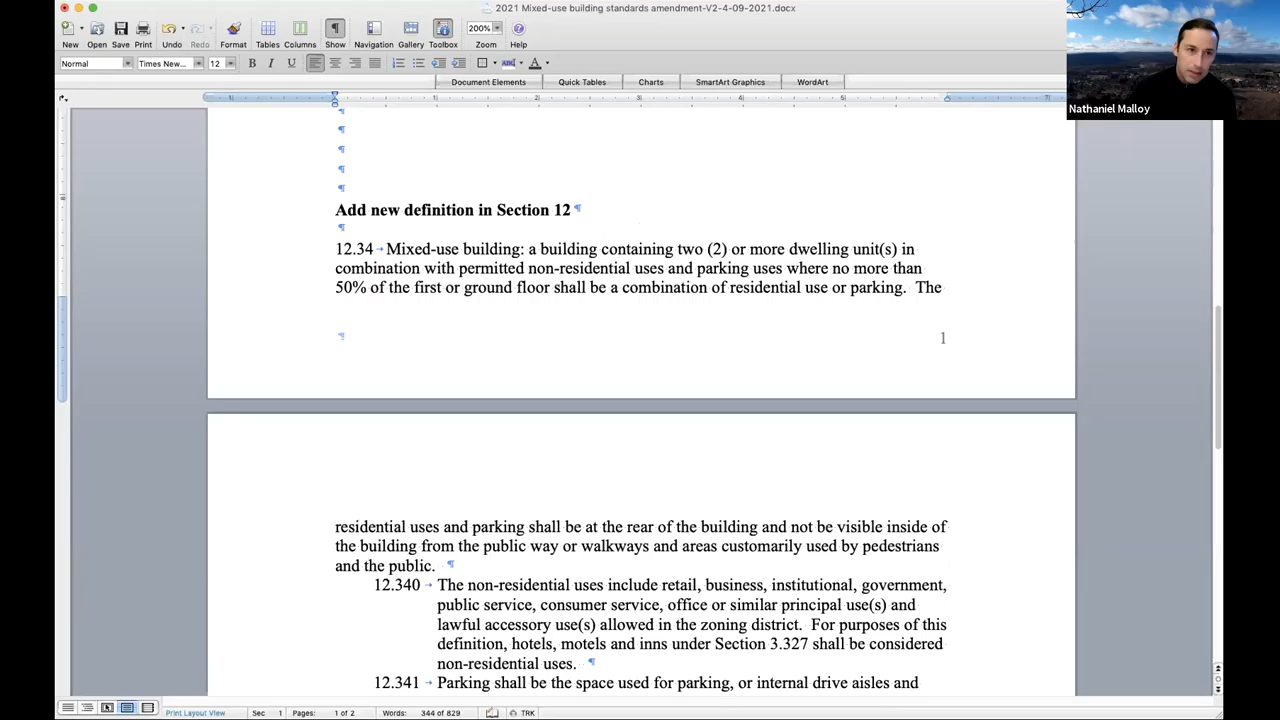 2021 Mixed-use building standards amendment-V2-4-09-2021.docx
New Open Save Print Undo Redo Format Tables Columns Show Navigation Gallery Toolbox Zoom Help
200%
Normal Times New... 12 B I U
Document Elements Quick Tables Charts SmartArt Graphics WordArt
Nathaniel Malloy
Add new definition in Section 12
12.34 Mixed-use building: a building containing two (2) or more dwelling unit(s) in
combination with permitted non-residential uses and parking uses where no more than
50% of the first or ground floor shall be a combination of residential use or parking. The
1
residential uses and parking shall be at the rear of the building and not be visible inside of
the building from the public way or walkways and areas customarily used by pedestrians
and the public.
12.340 The non-residential uses include retail, business, institutional, government,
public service, consumer service, office or similar principal use(s) and
lawful accessory use(s) allowed in the zoning district. For purposes of this
definition, hotels, motels and inns under Section 3.327 shall be considered
non-residential uses.
12.341 Parking shall be the space used for parking, or internal drive aisles and
Print Layout View Sec 1 Pages: 1 of 2 Words: 344 of 829 TRK